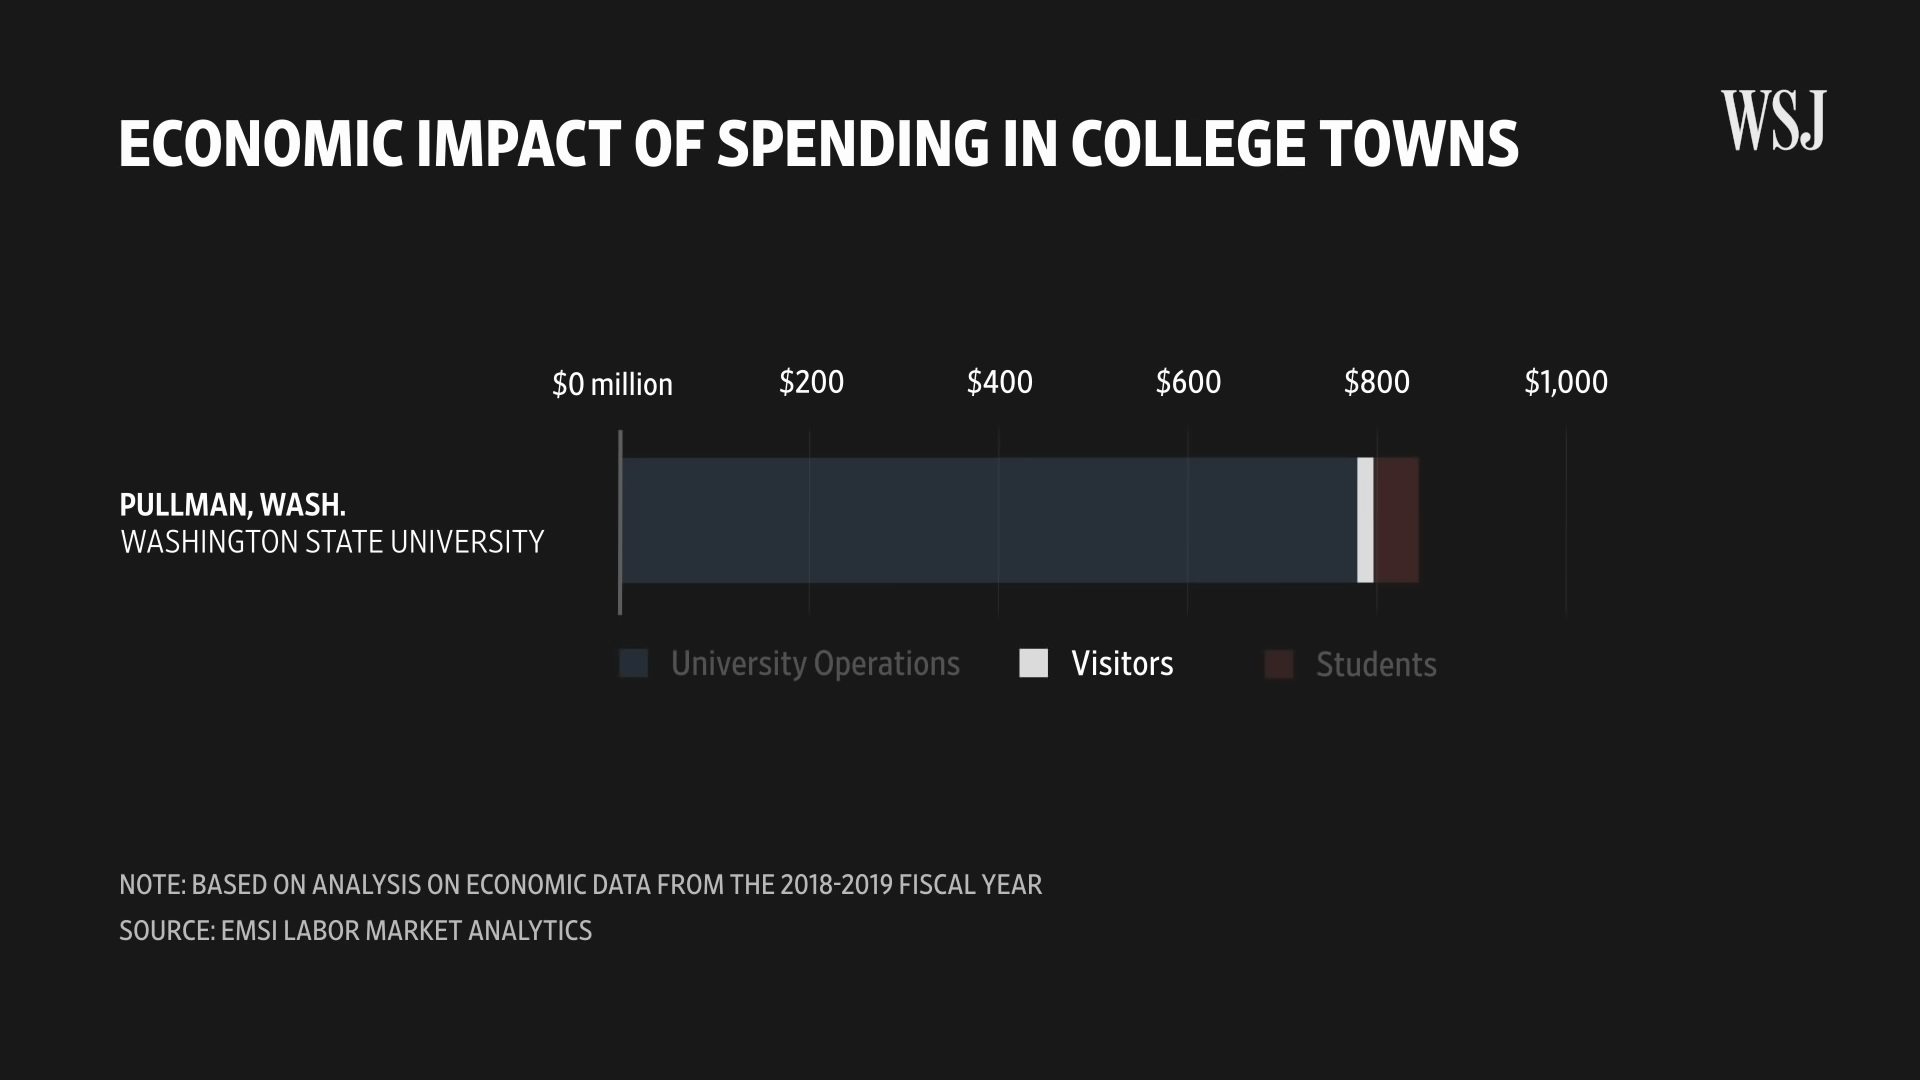 ECONOMIC IMPACT OF SPENDING IN COLLEGE TOWNS
WSJ
$0 million $200 $400 $600 $800 $1,000
PULLMAN, WASH.
WASHINGTON STATE UNIVERSITY
University Operations Visitors Students
NOTE: BASED ON ANALYSIS ON ECONOMIC DATA FROM THE 2018-2019 FISCAL YEAR
SOURCE: EMSI LABOR MARKET ANALYTICS